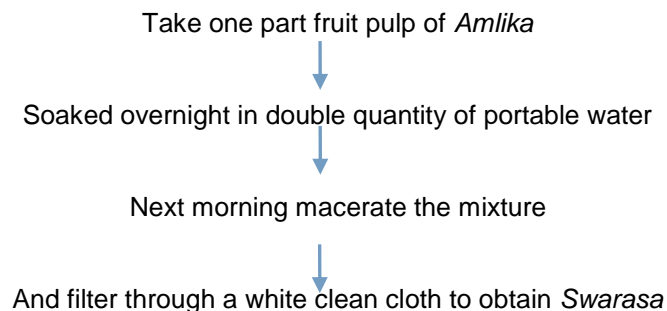 Take one part fruit pulp of Amlika
Soaked overnight in double quantity of portable water
Next morning macerate the mixture
And filter through a white clean cloth to obtain Swarasa